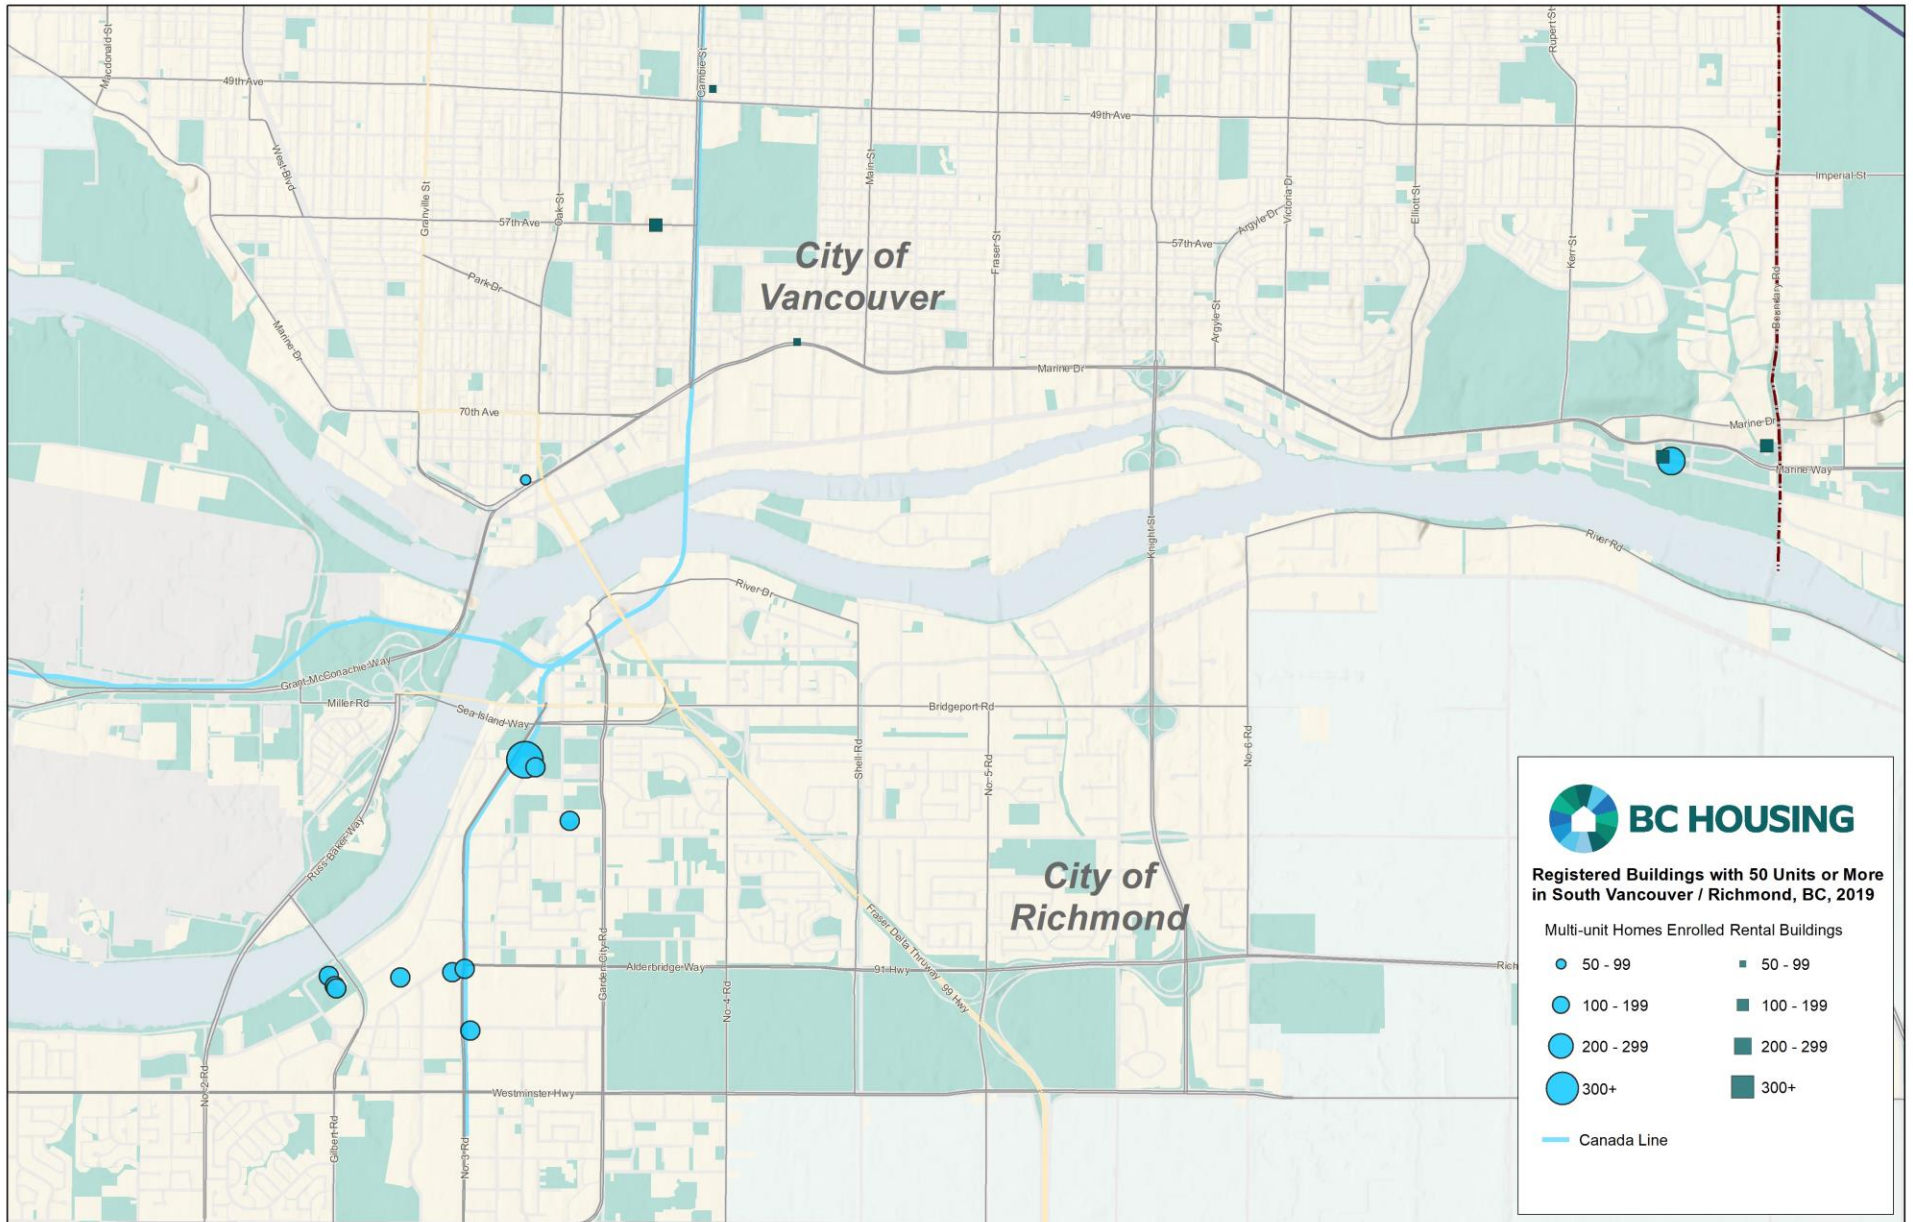 Macdonald St
Cambie St
Rupert St
49th Ave
49th Ave
West Blvd
Main St
Imperial St
Granville St
Oak St
57th Ave
Victoria Dr
Elliott St
Argyle Dr
Fraser St
57th Ave
Kerr St
City of
Vancouver
Park Dr
Boundary Rd
Marine Dr
Argyle St
Marine Dr
70th Ave
Marine Dr
Marine Way
Knight St
River Rd
River Dr
Grant McConachie Way
Miller Rd
Sea Island Way
Bridgeport Rd
Shell Rd
No. 5 Rd
No. 6 Rd
Russ Baker Way
City of
Richmond
Fraser Delta Thruway 99 Hwy
Garden City Rd
Alderbridge Way
91 Hwy
Rich
No. 4 Rd
No. 2 Rd
Westminster Hwy
Gilbert Rd
No. 3 Rd
BC HOUSING
Registered Buildings with 50 Units or More
in South Vancouver / Richmond, BC, 2019
Multi-unit Homes Enrolled Rental Buildings
50 - 99 50 - 99
100 - 199 100 - 199
200 - 299 200 - 299
300+ 300+
Canada Line